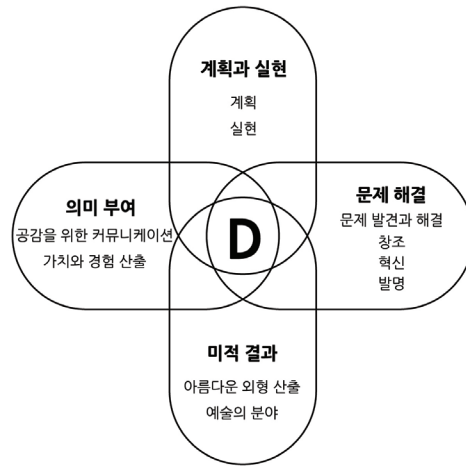 계획과 실현
계획
실현
의미 부여
공감을 위한 커뮤니케이션
가치와 경험 산출
D
문제 해결
문제 발견과 해결
창조
혁신
발명
미적 결과
아름다운 외형 산출
예술의 분야